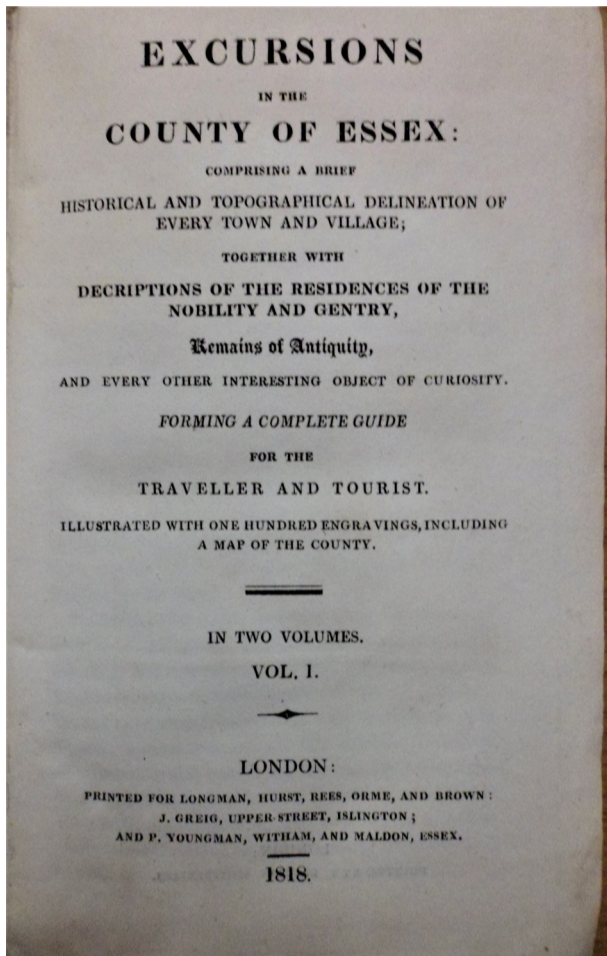 EXCURSIONS
IN THE
COUNTY OF ESSEX:
COMPRISING A BRIEF
HISTORICAL AND TOPOGRAPHICAL DELINEATION OF
EVERY TOWN AND VILLAGE;
TOGETHER WITH
DECRIPTIONS OF THE RESIDENCES OF THE
NOBILITY AND GENTRY,
Remains of Antiquity,
AND EVERY OTHER INTERESTING OBJECT OF CURIOSITY.
FORMING A COMPLETE GUIDE
FOR THE
TRAVELLER AND TOURIST.
ILLUSTRATED WITH ONE HUNDRED ENGRAVINGS, INCLUDING
A MAP OF THE COUNTY.
IN TWO VOLUMES.
VOL. I.
LONDON:
PRINTED FOR LONGMAN, HURST, REES, ORME, AND BROWN:
J. GREIG, UPPER-STREET, ISLINGTON;
AND P. YOUNGMAN, WITHAM, AND MALDON, ESSEX.
1818.